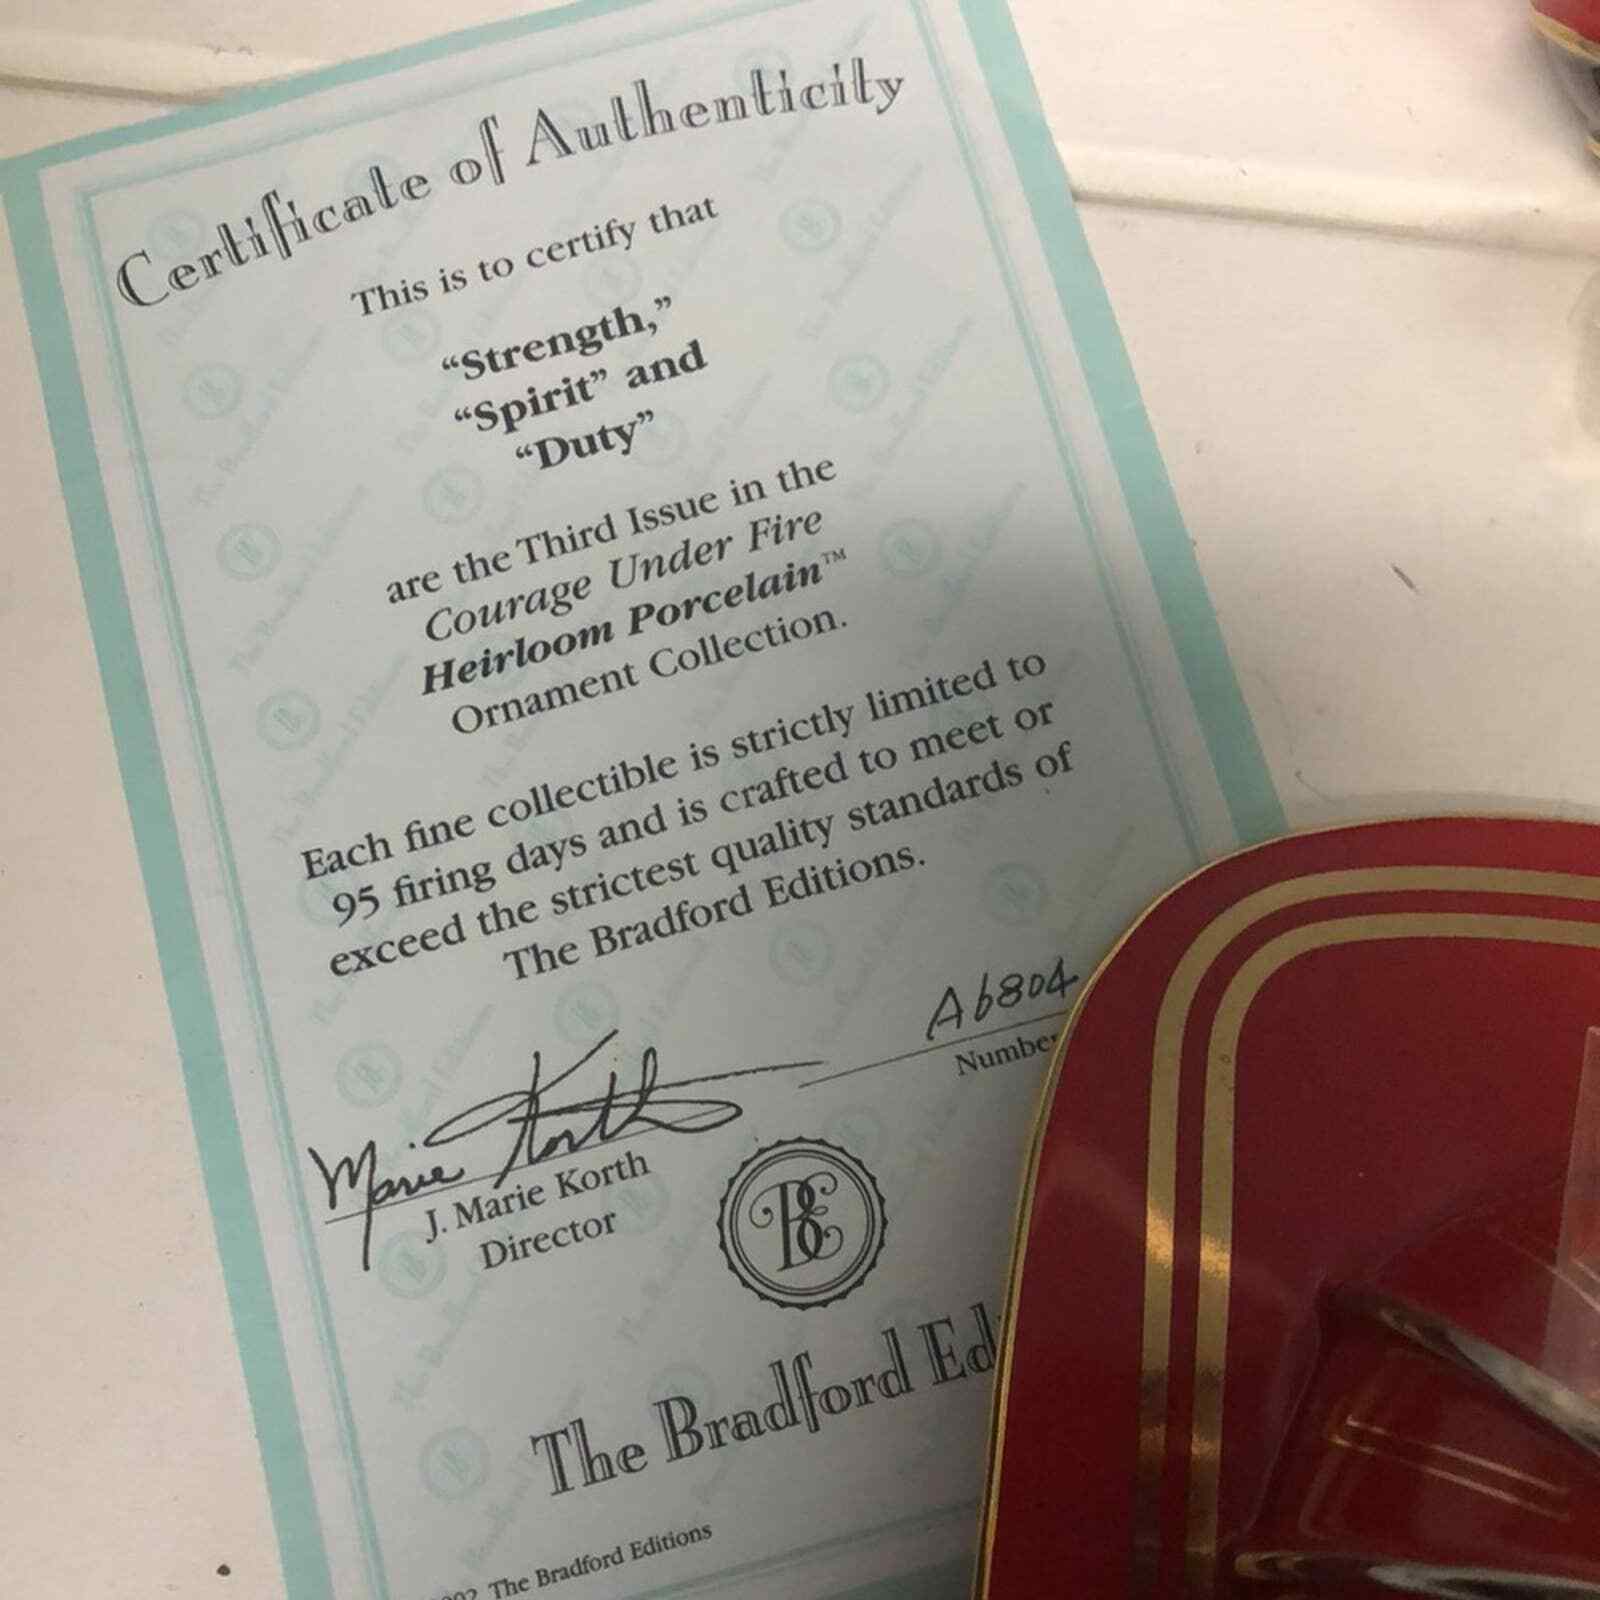 Certificate of Authenticity
This is to certify that
“Strength,”
“Spirit” and
“Duty”
are the Third Issue in the
Courage Under Fire
Heirloom Porcelain™
Ornament Collection.
Each fine collectible is strictly limited to
95 firing days and is crafted to meet or
exceed the strictest quality standards of
The Bradford Editions.
A6804
Number
Marie Korth
J. Marie Korth
Director
BE
The Bradford Ed
The Bradford Editions